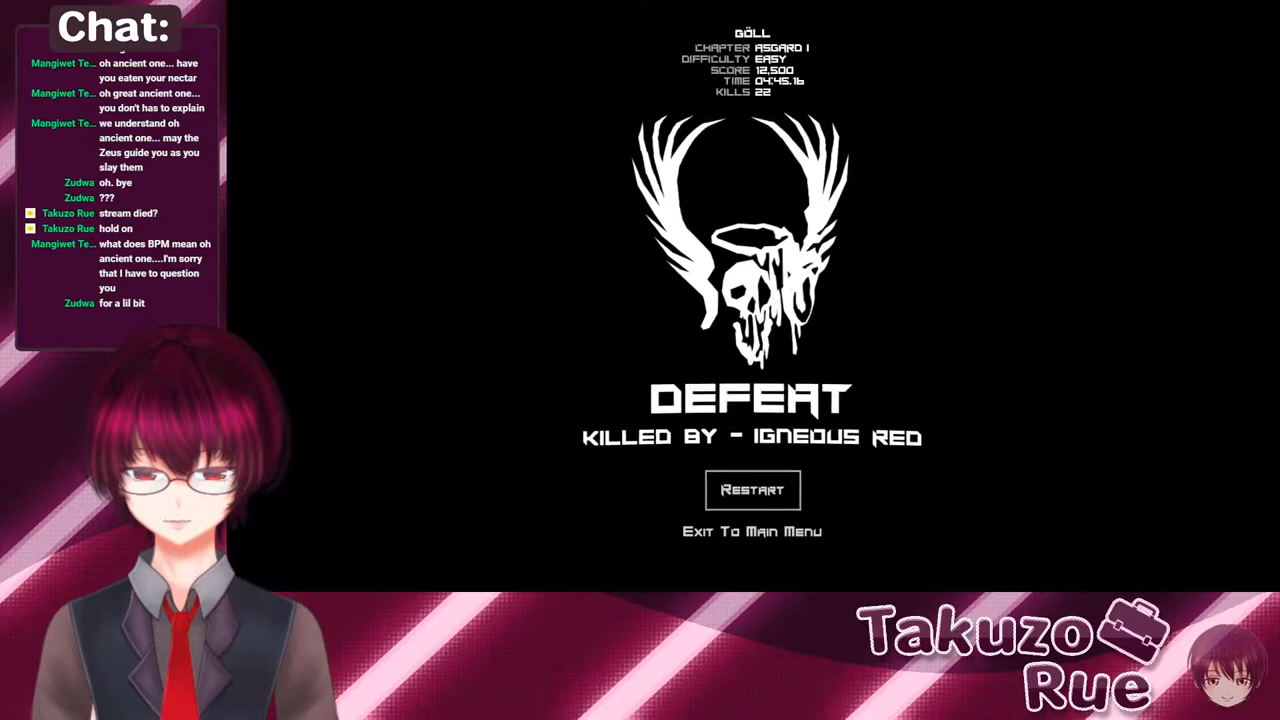 Chat:
Mangiwet Te... oh ancient one... have
you eaten your nectar
Mangiwet Te... oh great ancient one...
you don't has to explain
Mangiwet Te... we understand oh
ancient one... may the
Zeus guide you as you
slay them
Zudwa oh. bye
Zudwa ???
Takuzo Rue stream died?
Takuzo Rue hold on
Mangiwet Te... what does BPM mean oh
ancient one....I'm sorry
that I have to question
you
Zudwa for a lil bit
GÖLL
CHAPTER ASGARD I
DIFFICULTY EASY
SCORE 12,500
TIME 04:45.16
KILLS 22
DEFEAT
KILLED BY - IGNEOUS RED
RESTART
EXIT TO MAIN MENU
Takuzo
Rue